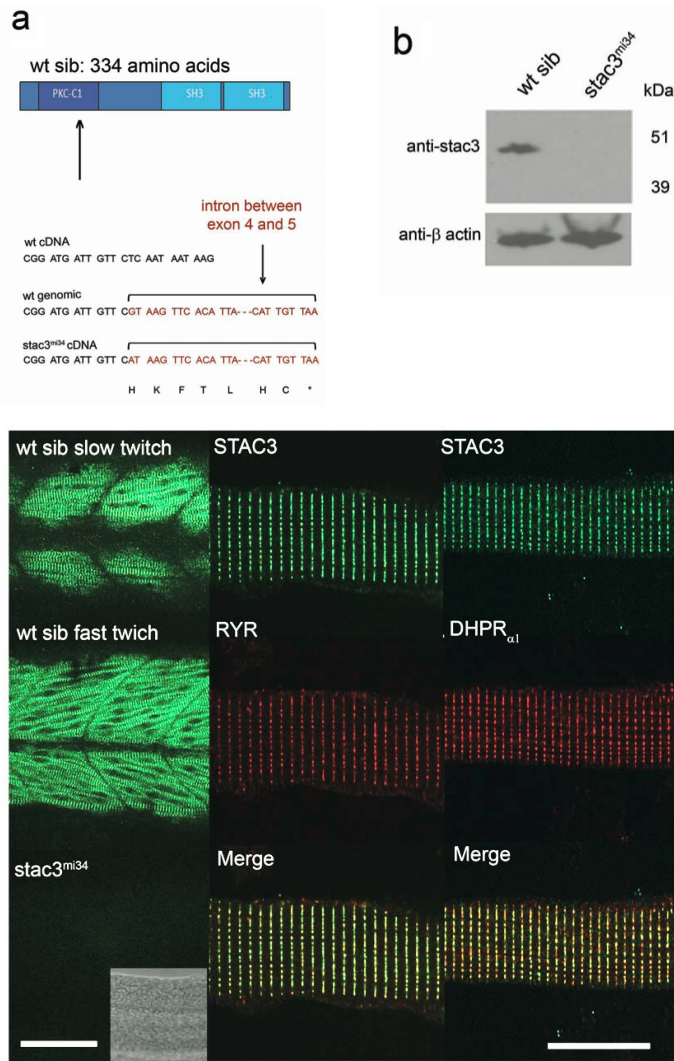 a
wt sib: 334 amino acids
PKC-C1 SH3 SH3
intron between
exon 4 and 5
wt cDNA
CGG ATG ATT GTT CTC AAT AAT AAG
wt genomic
CGG ATG ATT GTT CGT AAG TTC ACA TTA---CAT TGT TAA
stac3mi34 cDNA
CGG ATG ATT GTT CAT AAG TTC ACA TTA---CAT TGT TAA
H K F T L H C *
b
wt sib stac3mi34
kDa
anti-stac3
51
39
anti-β actin
wt sib slow twitch
STAC3
STAC3
wt sib fast twich
RYR
DHPRα1
stac3mi34
Merge
Merge